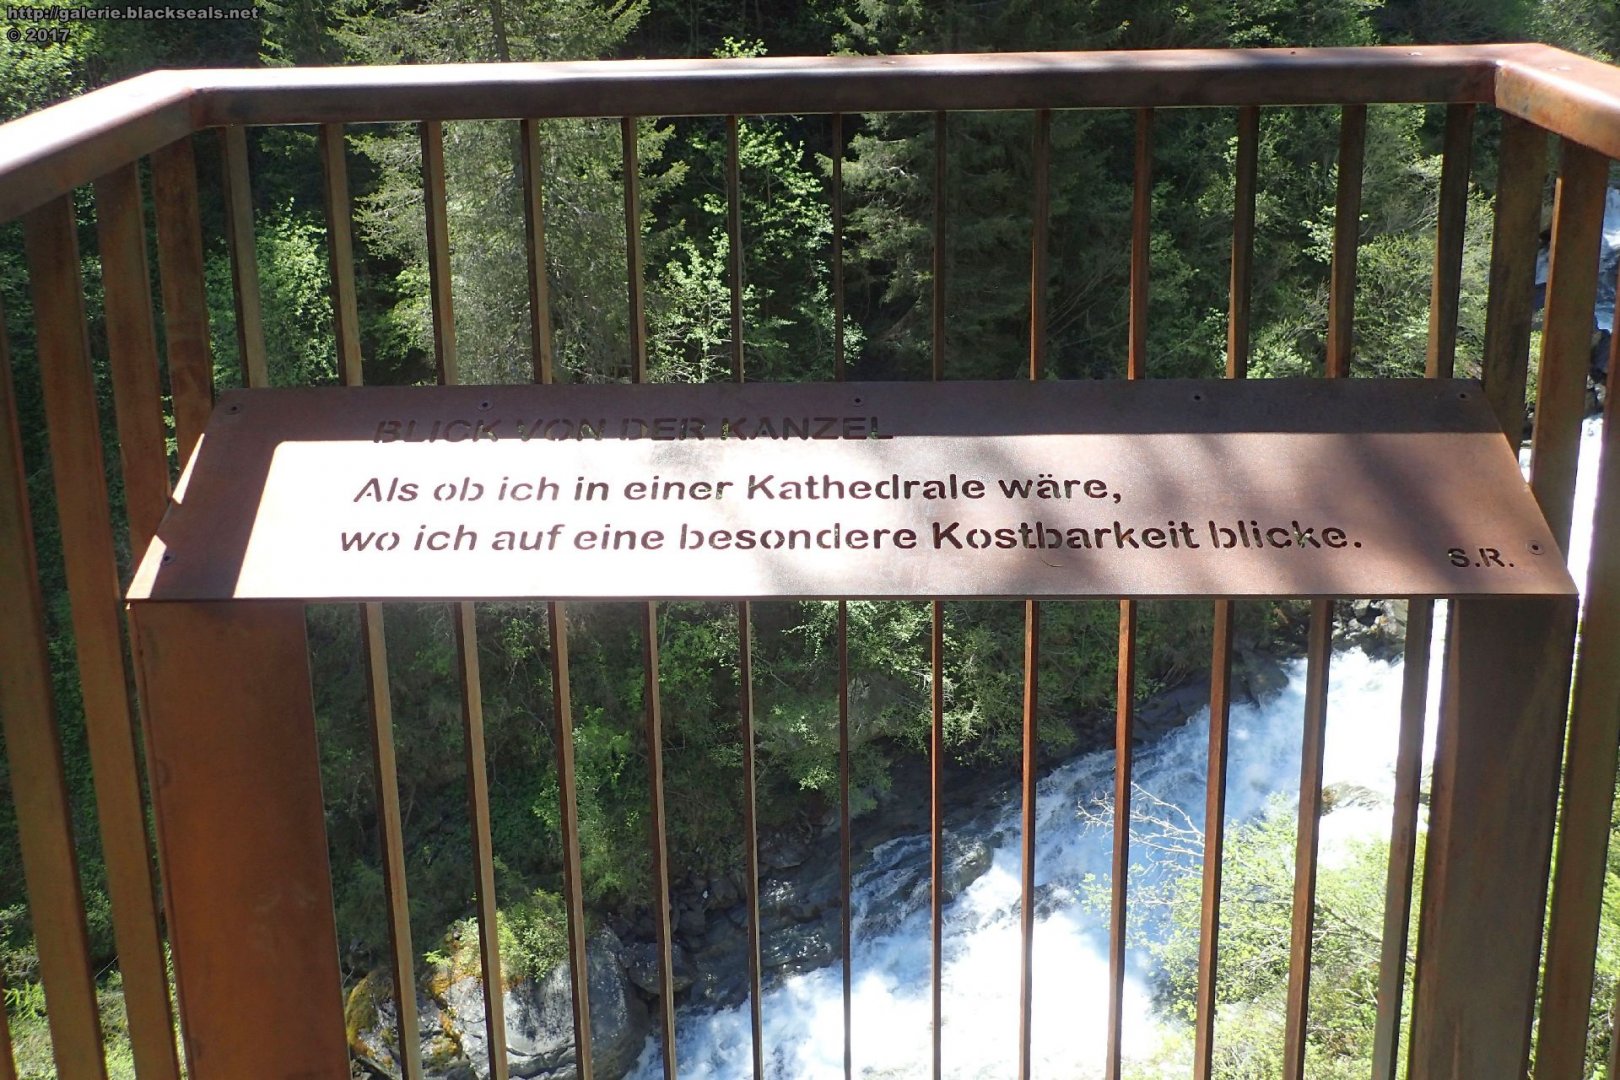 http://galerie.blackseals.net
© 2017
BLICK VON DER KANZEL
Als ob ich in einer Kathedrale wäre,
wo ich auf eine besondere Kostbarkeit blicke.
S.R.